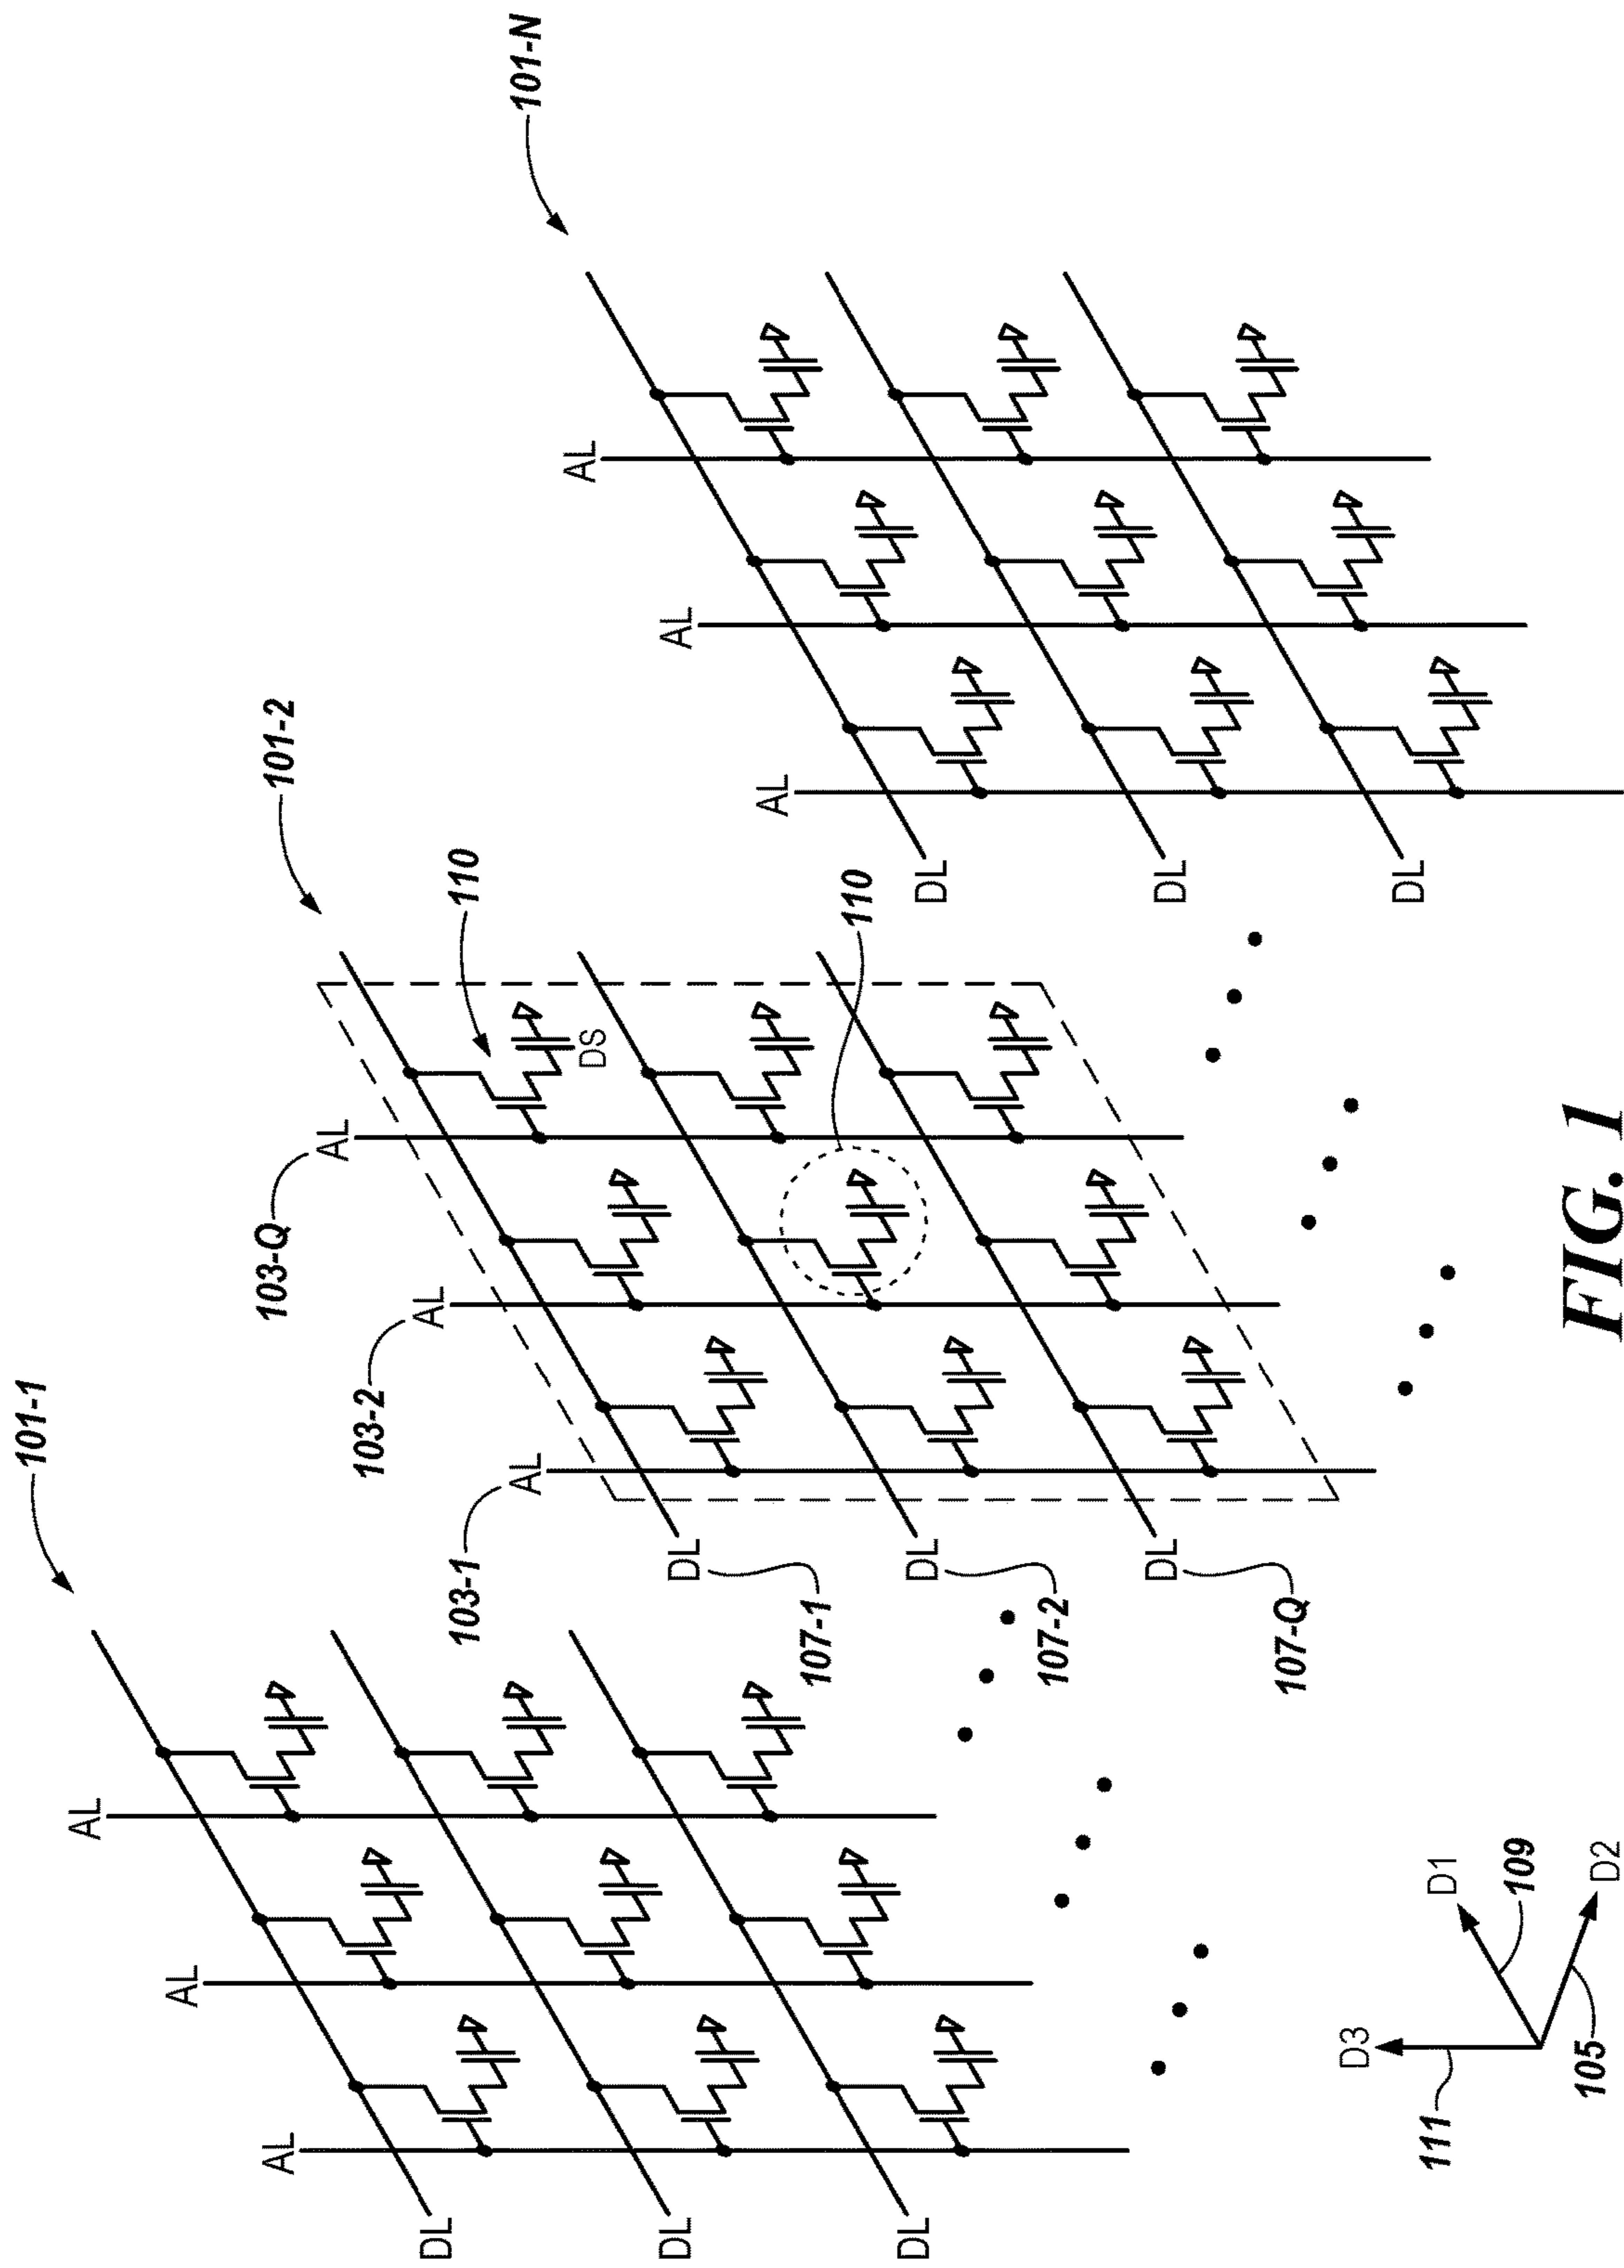 101-1
101-2
101-N
AL
AL
AL
DL
DL
DL
103-1
103-2
103-Q
AL
AL
AL
110
DS
110
DL
DL
DL
107-1
107-2
107-Q
AL
AL
AL
DL
DL
DL
D3
D1
D2
111
109
105
FIG. 1